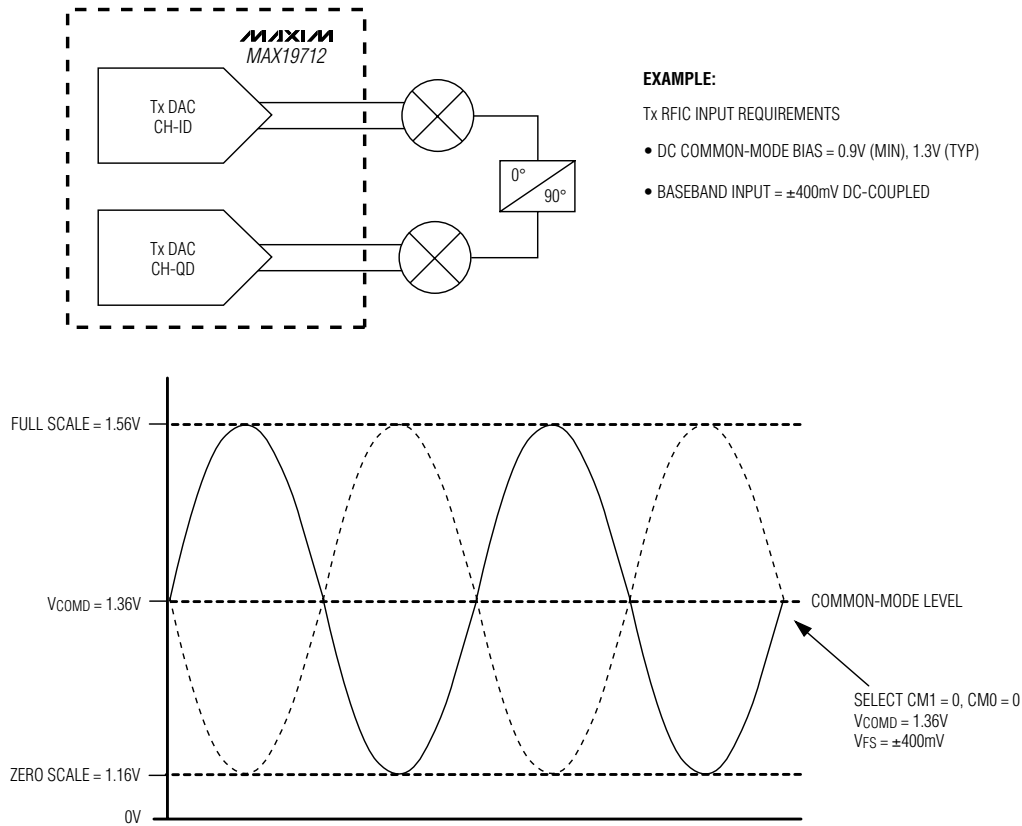 MAXIM
MAX19712
Tx DAC
CH-ID
0°
90°
Tx DAC
CH-QD
EXAMPLE:
Tx RFIC INPUT REQUIREMENTS
• DC COMMON-MODE BIAS = 0.9V (MIN), 1.3V (TYP)
• BASEBAND INPUT = ±400mV DC-COUPLED
FULL SCALE = 1.56V
VCOMD = 1.36V
COMMON-MODE LEVEL
SELECT CM1 = 0, CM0 = 0
VCOMD = 1.36V
VFS = ±400mV
ZERO SCALE = 1.16V
0V